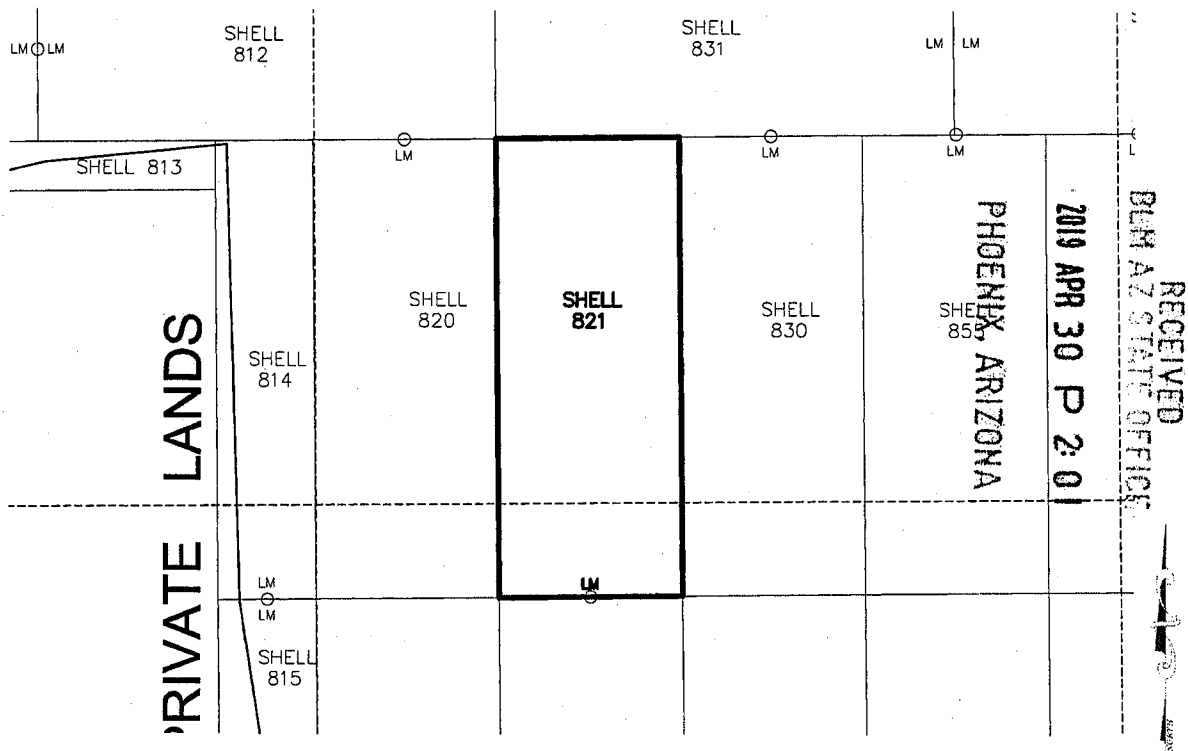 SHELL
812
SHELL
831
LM LM
LM LM
LM
LM
LM
SHELL 813
SHELL
820
SHELL
821
SHELL
830
SHELL
855
SHELL
814
PRIVATE LANDS
LM
LM
LM
SHELL
815
RECEIVED
BLM AZ STATE OFFICE
2019 APR 30 P 2:01
PHOENIX, ARIZONA